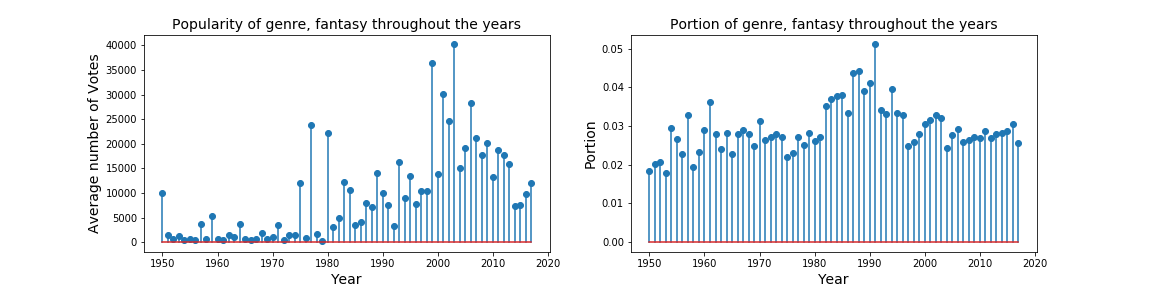 Popularity of genre, fantasy throughout the years
Average number of Votes
40000
35000
30000
25000
20000
15000
10000
5000
0
1950 1960 1970 1980 1990 2000 2010 2020
Year
Portion of genre, fantasy throughout the years
Portion
0.05
0.04
0.03
0.02
0.01
0.00
1950 1960 1970 1980 1990 2000 2010 2020
Year